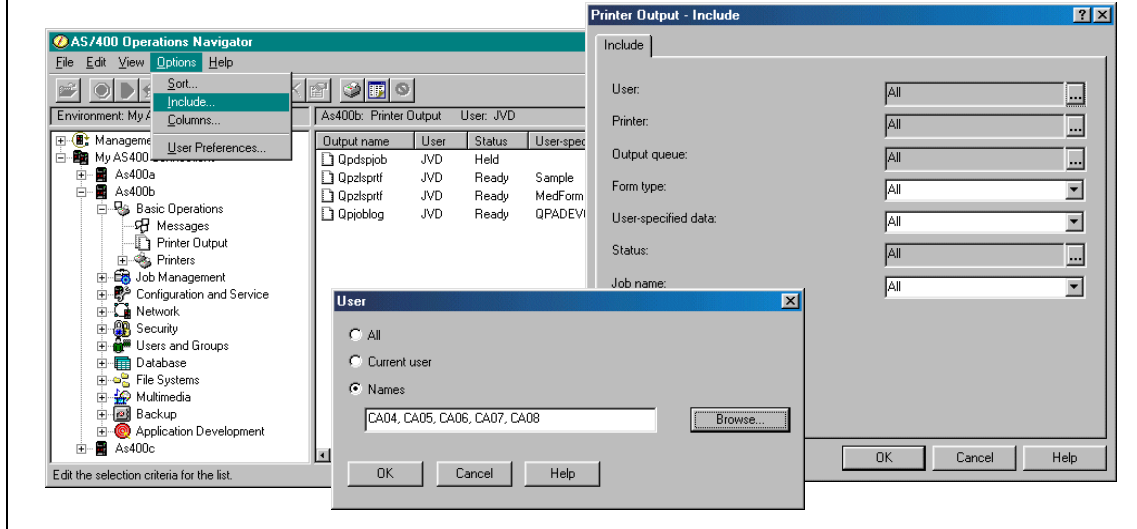 AS/400 Operations Navigator
File Edit View Options Help
Sort...
Include...
Columns...
User Preferences...
Environment: My A
As400b: Printer Output User: JVD
Manageme
My AS400
As400a
As400b
Basic Operations
Messages
Printer Output
Printers
Job Management
Configuration and Service
Network
Security
Users and Groups
Database
File Systems
Multimedia
Backup
Application Development
As400c
Output name User Status User-spec
Qpdspjob JVD Held
Qpzlsprtf JVD Ready Sample
Qpzlsprtf JVD Ready MedForm
Qpjoblog JVD Ready QPADEV
Edit the selection criteria for the list.
Printer Output - Include
Include
User: All ...
Printer: All ...
Output queue: All ...
Form type: All
User-specified data: All
Status: All ...
Job name: All
OK Cancel Help
User
All
Current user
Names
CA04, CA05, CA06, CA07, CA08
Browse...
OK Cancel Help